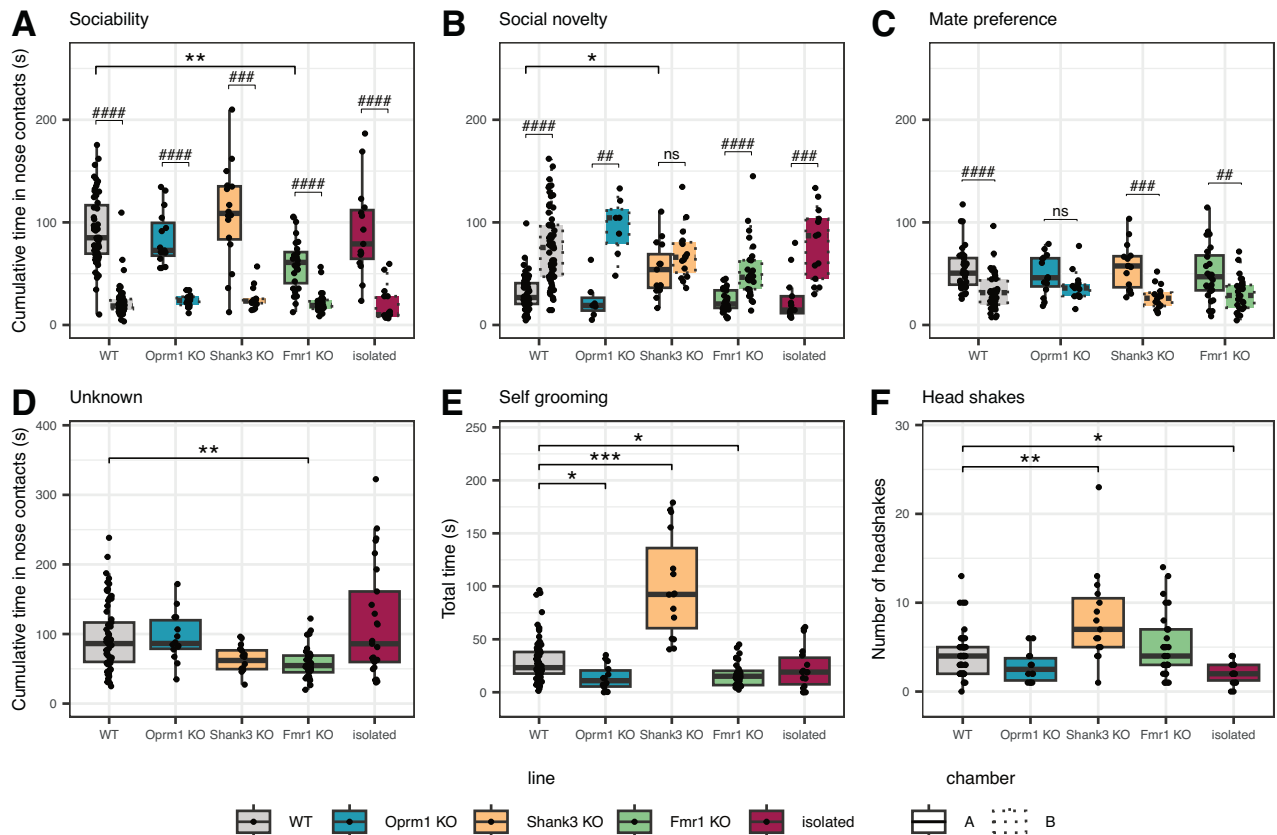 A Sociability
B Social novelty
C Mate preference
Cumulative time in nose contacts (s)
200
100
0
**
####
####
###
####
####
WT Oprm1 KO Shank3 KO Fmr1 KO isolated
200
100
0
*
####
##
ns
####
###
WT Oprm1 KO Shank3 KO Fmr1 KO isolated
200
100
0
####
ns
###
##
WT Oprm1 KO Shank3 KO Fmr1 KO
D Unknown
E Self grooming
F Head shakes
Cumulative time in nose contacts (s)
400
300
200
100
0
**
WT Oprm1 KO Shank3 KO Fmr1 KO isolated
Total time (s)
250
200
150
100
50
0
*
***
*
WT Oprm1 KO Shank3 KO Fmr1 KO isolated
Number of headshakes
30
20
10
0
*
**
WT Oprm1 KO Shank3 KO Fmr1 KO isolated
line
WT Oprm1 KO Shank3 KO Fmr1 KO isolated
chamber
A B